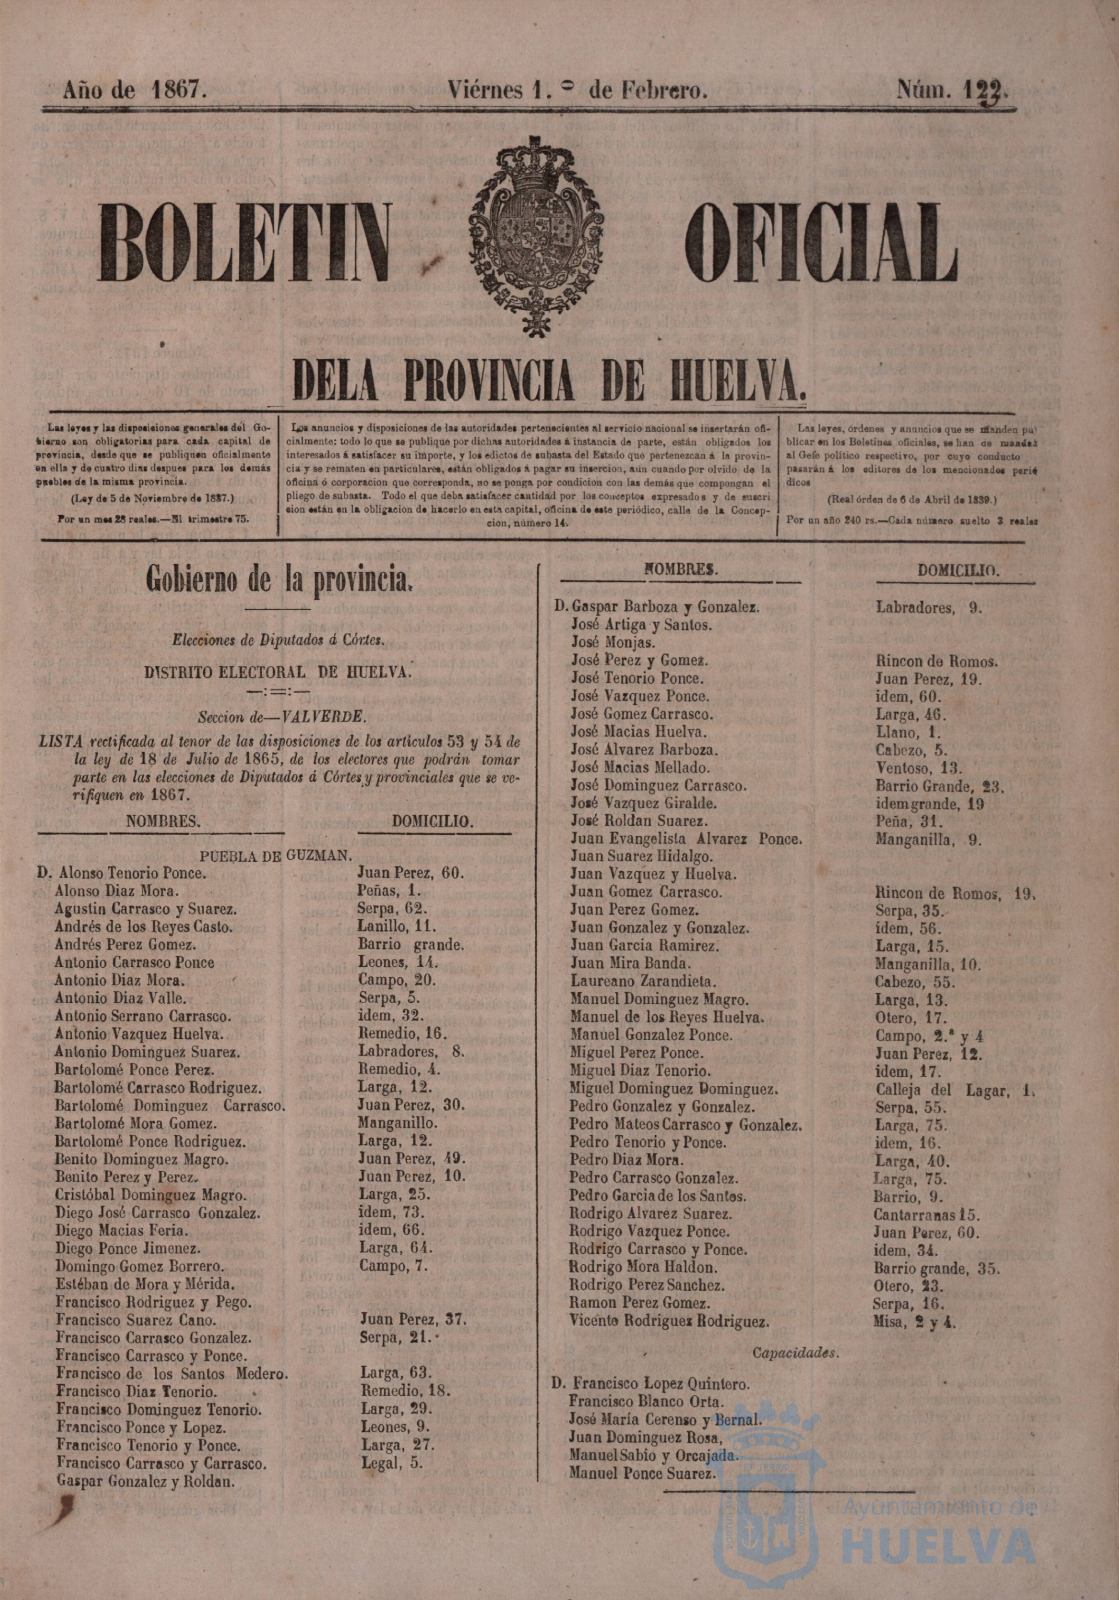 Año de 1867.
Viérnes 1.º de Febrero.
Núm. 123.
BOLETIN OFICIAL
DE LA PROVINCIA DE HUELVA.
Las leyes y las disposiciones generales del Go-
bierno son obligatorias para cada capital de
provincia, desde que se publiquen oficialmente
en ella y de cuatro dias despues para los demás
pueblos de la misma provincia.
(Ley de 5 de Noviembre de 1837.)
Por un mes 28 reales.—El trimestre 75.
Los anuncios y disposiciones de las autoridades pertenecientes al servicio nacional se insertarán ofi-
cialmente; todo lo que se publique por dichas autoridades á instancia de parte, están obligados los
interesados á satisfacer su importe, y los edictos de subasta del Estado que pertenezcan á la provin-
cia y se rematen en particulares, están obligados á pagar su insercion, aún cuando por olvido de la
oficina ó corporacion que corresponda, no se ponga por condicion con las demás que compongan el
pliego de subasta. Todo el que deba satisfacer cantidad por los conceptos expresados y de suscri
cion están en la obligacion de hacerlo en esta capital, oficina de este periódico, calle de la Concep-
cion, número 14.
Las leyes, órdenes y anuncios que se manden pu
blicar en los Boletines oficiales, se han de mandar
al Gefe político respectivo, por cuyo conducto
pasarán á los editores de los mencionados perió
dicos
(Real órden de 6 de Abril de 1839.)
Por un año 240 rs.—Cada número suelto 3 reales
Gobierno de la provincia.
Elecciones de Diputados á Córtes.
DISTRITO ELECTORAL DE HUELVA.
Seccion de—VALVERDE.
LISTA rectificada al tenor de las disposiciones de los articulos 53 y 54 de
la ley de 18 de Julio de 1865, de los electores que podrán tomar
parte en las elecciones de Diputados á Córtes y provinciales que se ve-
rifiquen en 1867.
NOMBRES. DOMICILIO.
PUEBLA DE GUZMAN.
D. Alonso Tenorio Ponce. Juan Perez, 60.
Alonso Diaz Mora. Peñas, 1.
Agustin Carrasco y Suarez. Serpa, 62.
Andrés de los Reyes Casto. Lanillo, 11.
Andrés Perez Gomez. Barrio grande.
Antonio Carrasco Ponce Leones, 14.
Antonio Diaz Mora. Campo, 20.
Antonio Diaz Valle. Serpa, 5.
Antonio Serrano Carrasco. idem, 32.
Antonio Vazquez Huelva. Remedio, 16.
Antonio Dominguez Suarez. Labradores, 8.
Bartolomé Ponce Perez. Remedio, 4.
Bartolomé Carrasco Rodriguez. Larga, 12.
Bartolomé Dominguez Carrasco. Juan Perez, 30.
Bartolomé Mora Gomez. Manganillo.
Bartolomé Ponce Rodriguez. Larga, 12.
Benito Dominguez Magro. Juan Perez, 49.
Benito Perez y Perez. Juan Perez, 10.
Cristóbal Dominguez Magro. Larga, 25.
Diego José Carrasco Gonzalez. idem, 73.
Diego Macias Feria. idem, 66.
Diego Ponce Jimenez. Larga, 64.
Domingo Gomez Borrero. Campo, 7.
Estéban de Mora y Mérida.
Francisco Rodriguez y Pego.
Francisco Suarez Cano. Juan Perez, 37.
Francisco Carrasco Gonzalez. Serpa, 21.
Francisco Carrasco y Ponce.
Francisco de los Santos Medero. Larga, 63.
Francisco Diaz Tenorio. Remedio, 18.
Francisco Dominguez Tenorio. Larga, 29.
Francisco Ponce y Lopez. Leones, 9.
Francisco Tenorio y Ponce. Larga, 27.
Francisco Carrasco y Carrasco. Legal, 5.
Gaspar Gonzalez y Roldan.
NOMBRES. DOMICILIO.
D. Gaspar Barboza y Gonzalez. Labradores, 9.
José Artiga y Santos.
José Monjas.
José Perez y Gomez. Rincon de Romos.
José Tenorio Ponce. Juan Perez, 19.
José Vazquez Ponce. idem, 60.
José Gomez Carrasco. Larga, 46.
José Macias Huelva. Llano, 1.
José Alvarez Barboza. Cabezo, 5.
José Macias Mellado. Ventoso, 13.
José Dominguez Carrasco. Barrio Grande, 23.
José Vazquez Giralde. idem grande, 19
José Roldan Suarez. Peña, 31.
Juan Evangelista Alvarez Ponce. Manganilla, 9.
Juan Suarez Hidalgo.
Juan Vazquez y Huelva.
Juan Gomez Carrasco. Rincon de Romos, 19.
Juan Perez Gomez. Serpa, 35.
Juan Gonzalez y Gonzalez. idem, 56.
Juan Garcia Ramirez. Larga, 15.
Juan Mira Banda. Manganilla, 10.
Laureano Zarandieta. Cabezo, 55.
Manuel Dominguez Magro. Larga, 13.
Manuel de los Reyes Huelva. Otero, 17.
Manuel Gonzalez Ponce. Campo, 2.ª y 4
Miguel Perez Ponce. Juan Perez, 12.
Miguel Diaz Tenorio. idem, 17.
Miguel Dominguez Dominguez. Calleja del Lagar, 1.
Pedro Gonzalez y Gonzalez. Serpa, 55.
Pedro Mateos Carrasco y Gonzalez. Larga, 75.
Pedro Tenorio y Ponce. idem, 16.
Pedro Diaz Mora. Larga, 40.
Pedro Carrasco Gonzalez. Larga, 75.
Pedro Garcia de los Santos. Barrio, 9.
Rodrigo Alvarez Suarez. Cantarranas 15.
Rodrigo Vazquez Ponce. Juan Perez, 60.
Rodrigo Carrasco y Ponce. idem, 34.
Rodrigo Mora Haldon. Barrio grande, 35.
Rodrigo Perez Sanchez. Otero, 23.
Ramon Perez Gomez. Serpa, 16.
Vicente Rodriguez Rodriguez. Misa, 2 y 4.
Capacidades.
D. Francisco Lopez Quintero.
Francisco Blanco Orta.
José María Cerenso y Bernal.
Juan Dominguez Rosa,
Manuel Sabio y Orcajada.
Manuel Ponce Suarez.
Ayuntamiento de
HUELVA